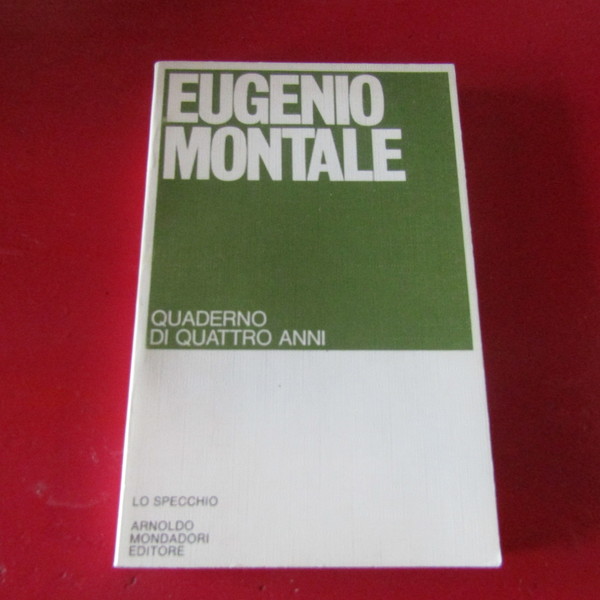 EUGENIO
MONTALE
QUADERNO
DI QUATTRO ANNI
LO SPECCHIO
ARNOLDO
MONDADORI
EDITORE